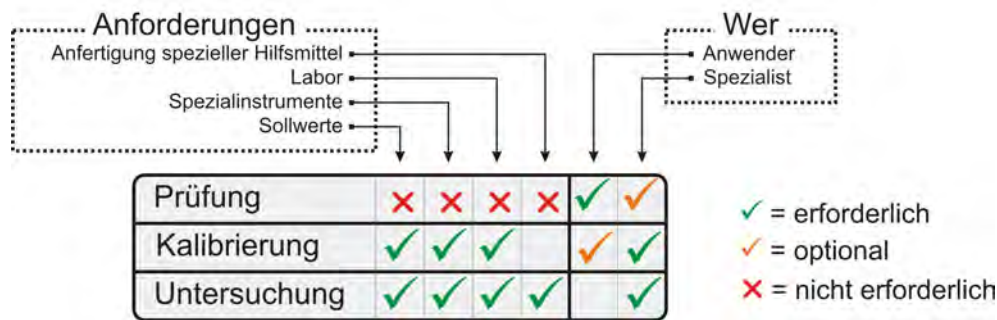 Anforderungen
Anfertigung spezieller Hilfsmittel
Labor
Spezialinstrumente
Sollwerte
Wer
Anwender
Spezialist
Prüfung
Kalibrierung
Untersuchung
= erforderlich
= optional
= nicht erforderlich